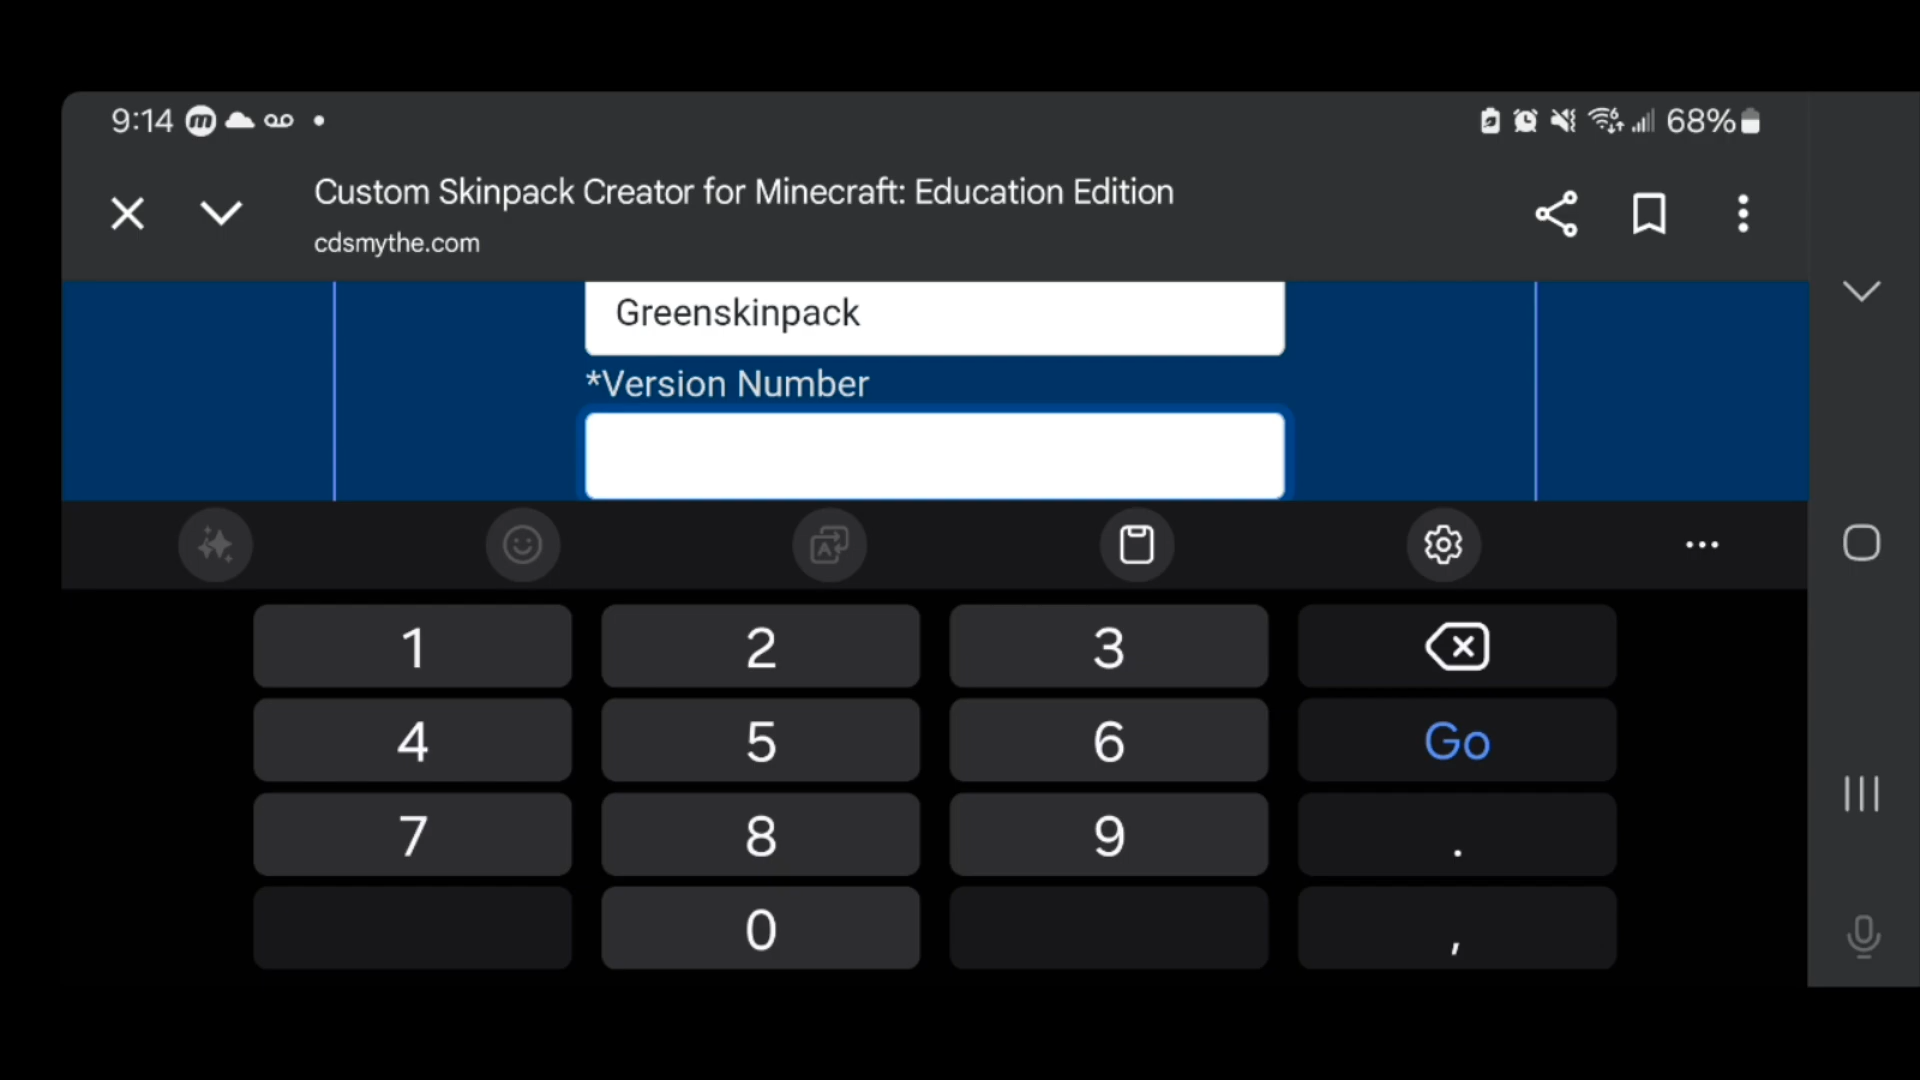 9:14
68%
Custom Skinpack Creator for Minecraft: Education Edition
cdsmythe.com
Greenskinpack
*Version Number
1 2 3
4 5 6 Go
7 8 9 .
0 ,